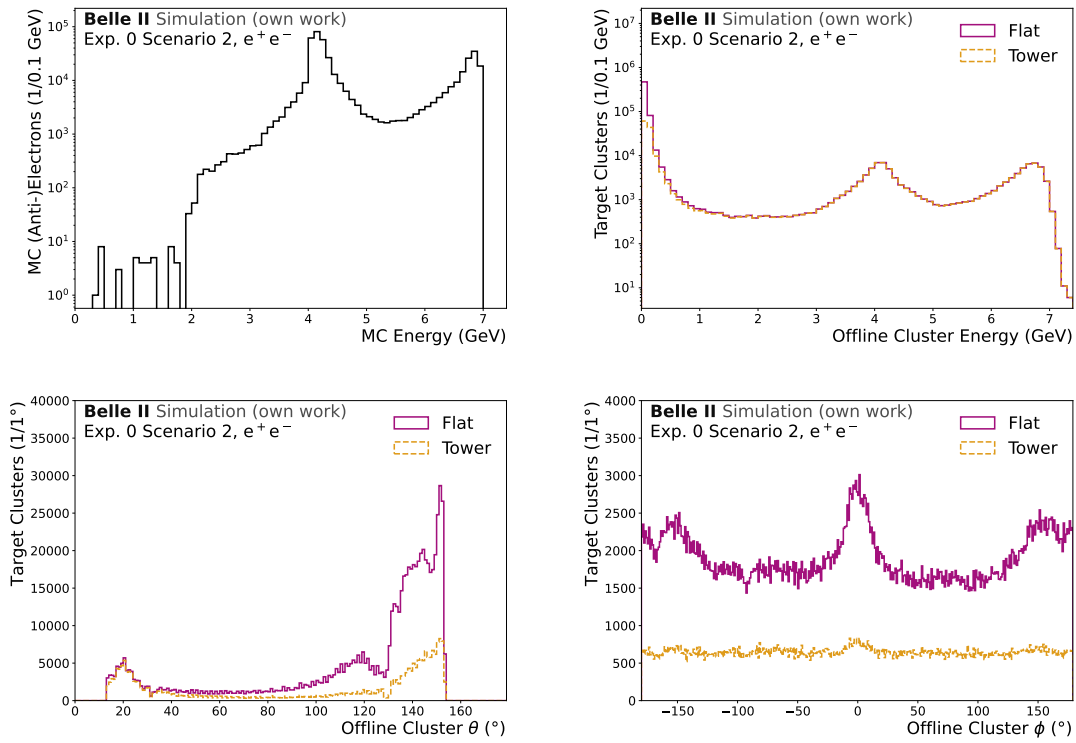 Belle II Simulation (own work)
Exp. 0 Scenario 2, e⁺e⁻
MC (Anti-)Electrons (1/0.1 GeV)
10⁵
10⁴
10³
10²
10¹
10⁰
0 1 2 3 4 5 6 7
MC Energy (GeV)
Belle II Simulation (own work)
Exp. 0 Scenario 2, e⁺e⁻
Flat
Tower
Target Clusters (1/0.1 GeV)
10⁷
10⁶
10⁵
10⁴
10³
10²
10¹
0 1 2 3 4 5 6 7
Offline Cluster Energy (GeV)
Belle II Simulation (own work)
Exp. 0 Scenario 2, e⁺e⁻
Flat
Tower
Target Clusters (1/1°)
40000
35000
30000
25000
20000
15000
10000
5000
0
0 20 40 60 80 100 120 140 160
Offline Cluster θ (°)
Belle II Simulation (own work)
Exp. 0 Scenario 2, e⁺e⁻
Flat
Tower
Target Clusters (1/1°)
4000
3500
3000
2500
2000
1500
1000
500
0
−150 −100 −50 0 50 100 150
Offline Cluster ϕ (°)